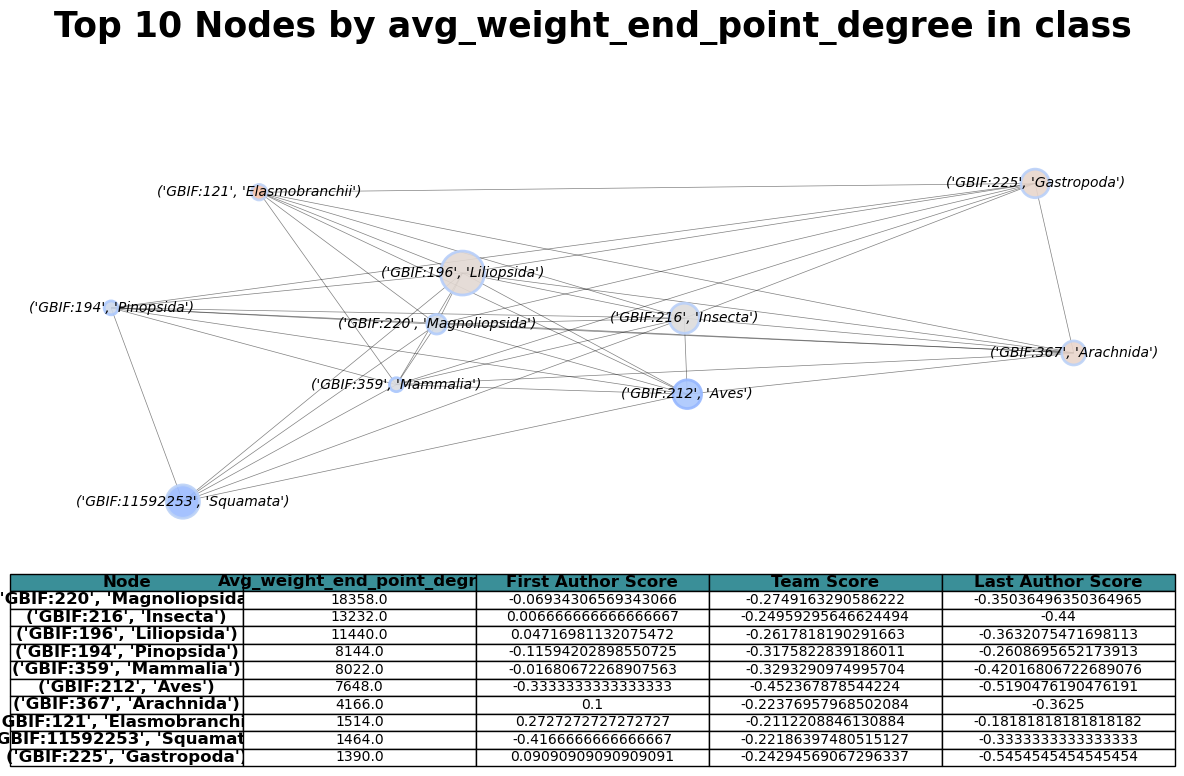 Top 10 Nodes by avg_weight_end_point_degree in class
('GBIF:225', 'Gastropoda')
('GBIF:121', 'Elasmobranchii')
('GBIF:196', 'Liliopsida')
('GBIF:194', 'Pinopsida')
('GBIF:216', 'Insecta')
('GBIF:220', 'Magnoliopsida')
('GBIF:367', 'Arachnida')
('GBIF:359', 'Mammalia')
('GBIF:212', 'Aves')
('GBIF:11592253', 'Squamata')
Node Avg_weight_end_point_degr First Author Score Team Score Last Author Score
'GBIF:220', 'Magnoliopsida 18358.0 -0.06934306569343066 -0.2749163290586222 -0.35036496350364965
('GBIF:216', 'Insecta') 13232.0 0.006666666666666667 -0.24959295646624494 -0.44
('GBIF:196', 'Liliopsida') 11440.0 0.04716981132075472 -0.2617818190291663 -0.3632075471698113
('GBIF:194', 'Pinopsida') 8144.0 -0.11594202898550725 -0.3175822839186011 -0.2608695652173913
('GBIF:359', 'Mammalia') 8022.0 -0.01680672268907563 -0.3293290974995704 -0.42016806722689076
('GBIF:212', 'Aves') 7648.0 -0.3333333333333333 -0.452367878544224 -0.5190476190476191
('GBIF:367', 'Arachnida') 4166.0 0.1 -0.22376957968502084 -0.3625
GBIF:121', 'Elasmobranchi 1514.0 0.2727272727272727 -0.2112208846130884 -0.18181818181818182
GBIF:11592253', 'Squamat 1464.0 -0.4166666666666667 -0.22186397480515127 -0.3333333333333333
('GBIF:225', 'Gastropoda') 1390.0 0.09090909090909091 -0.24294569067296337 -0.5454545454545454